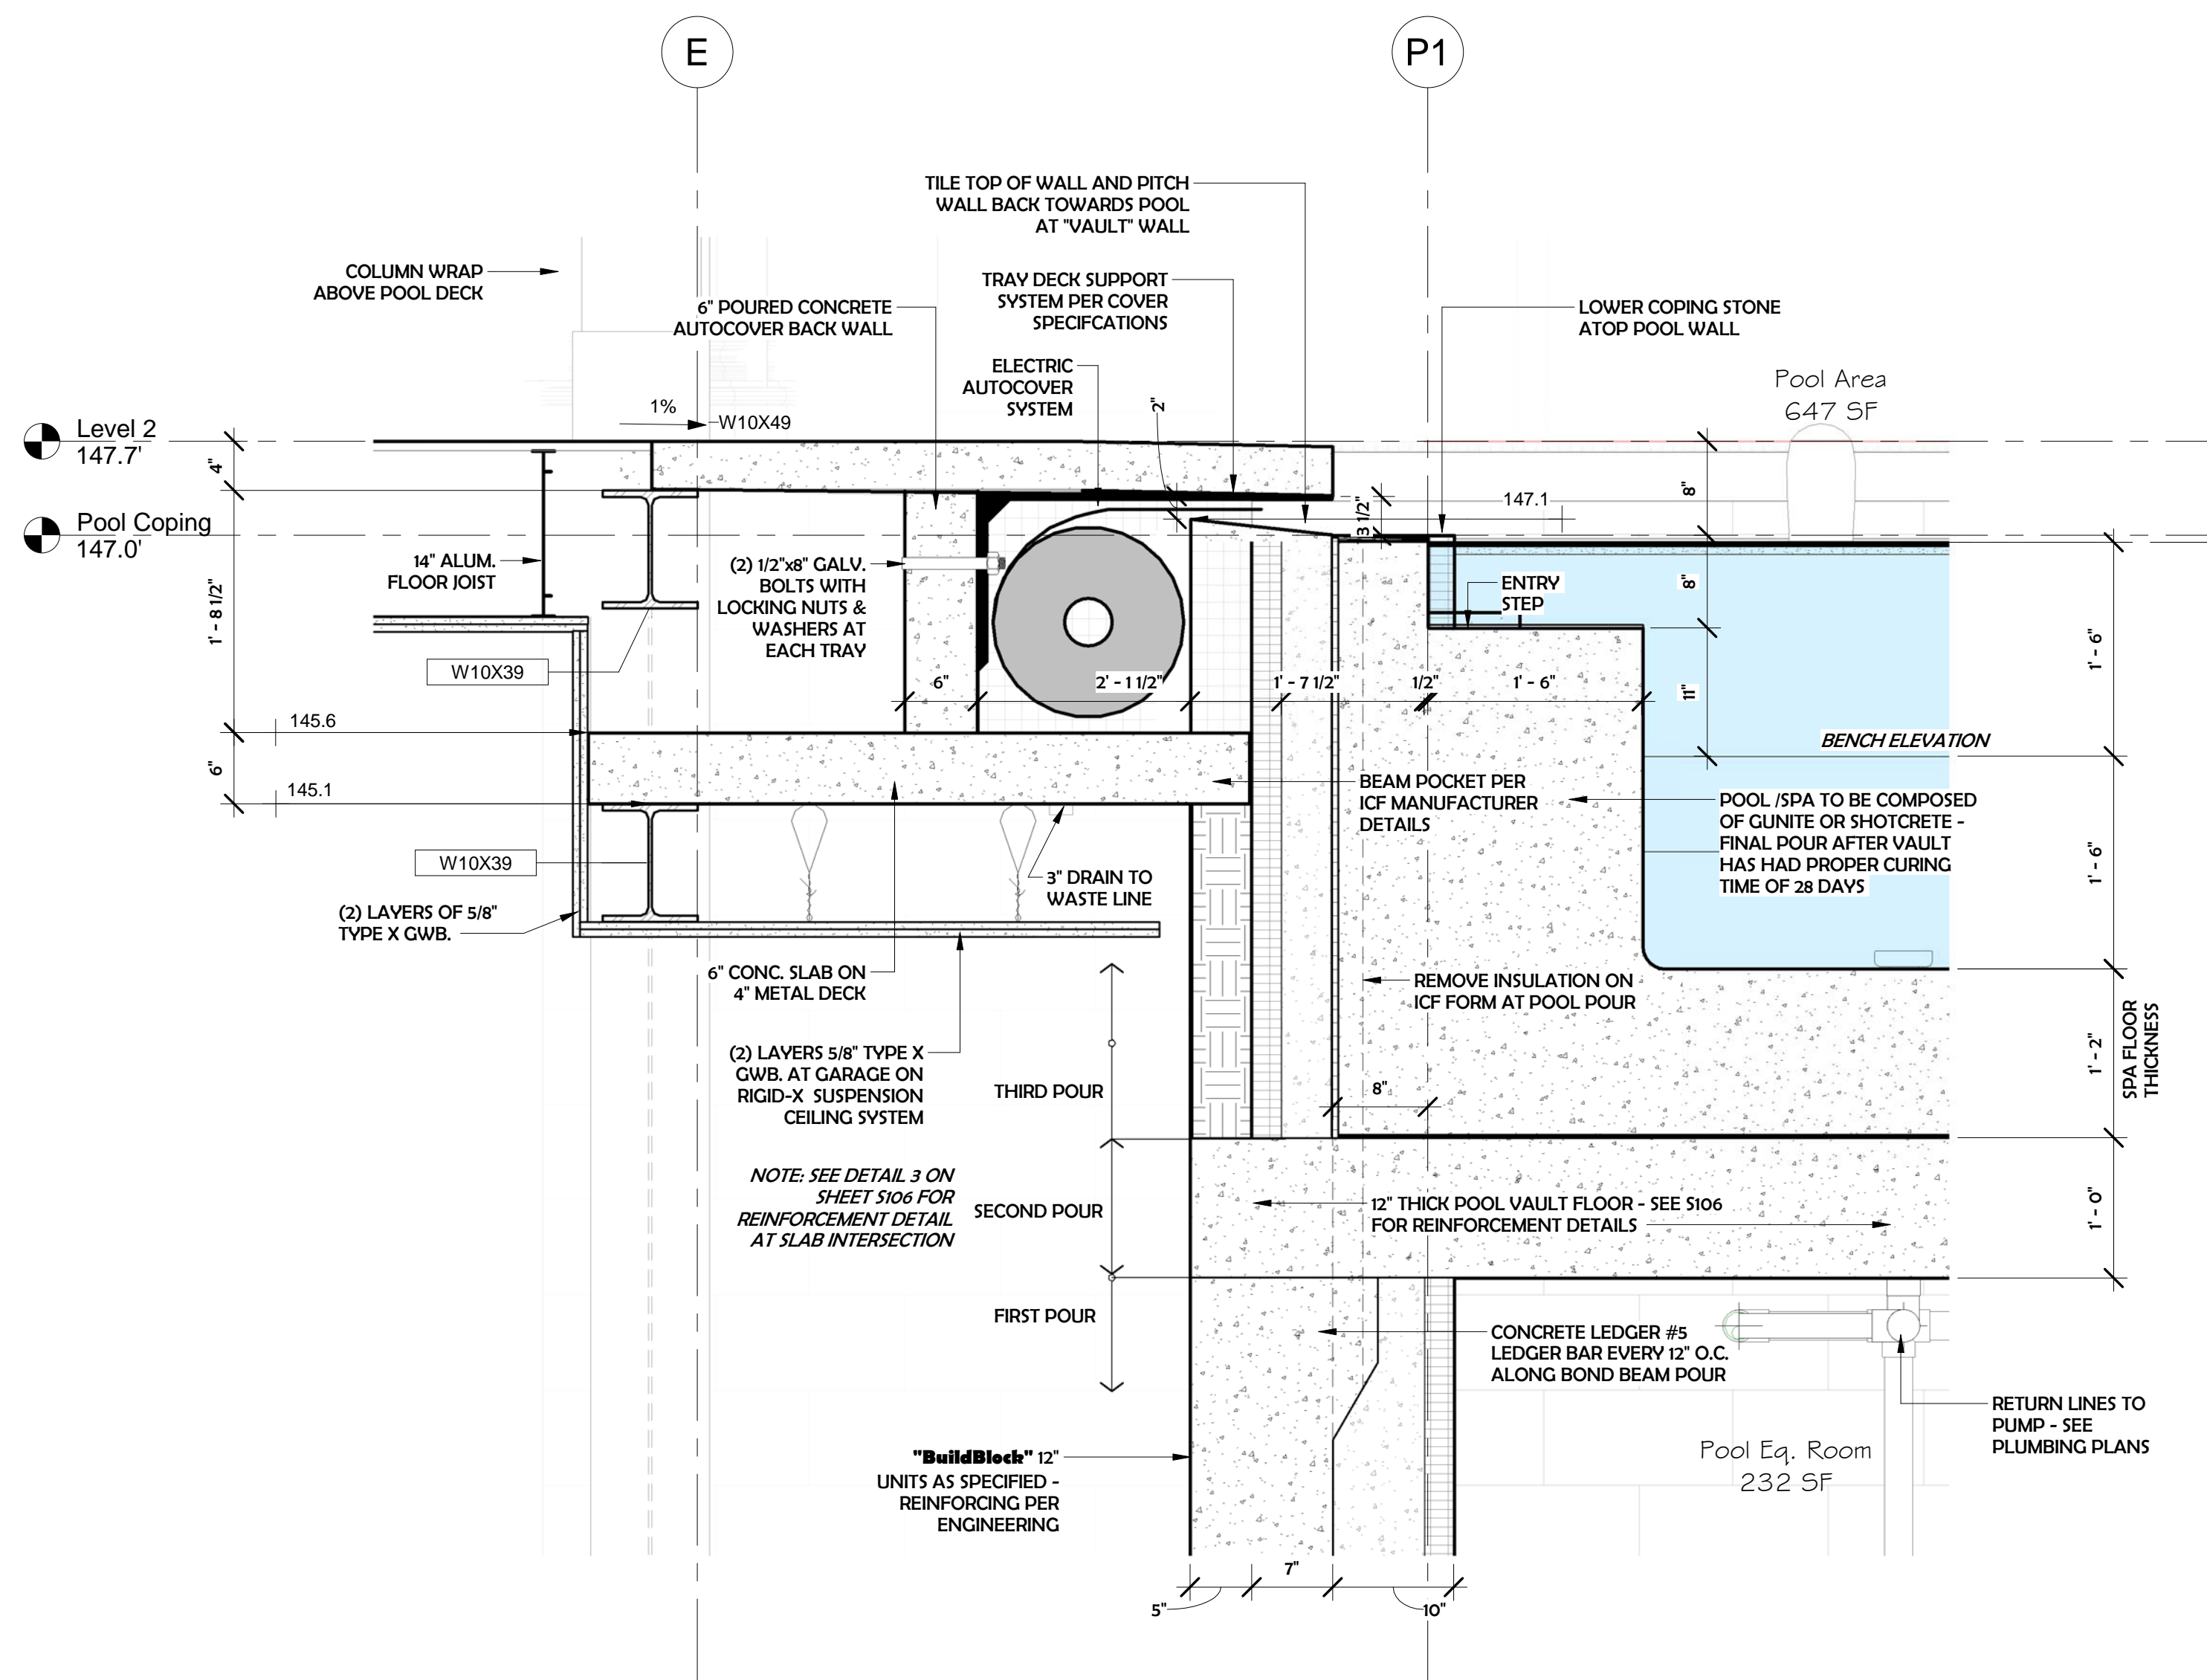 E
P1
TILE TOP OF WALL AND PITCH
WALL BACK TOWARDS POOL
AT "VAULT" WALL
COLUMN WRAP
ABOVE POOL DECK
TRAY DECK SUPPORT
SYSTEM PER COVER
SPECIFCATIONS
6" POURED CONCRETE
AUTOCOVER BACK WALL
LOWER COPING STONE
ATOP POOL WALL
ELECTRIC
AUTOCOVER
SYSTEM
2"
Pool Area
647 SF
1%
W10X49
Level 2
147.7'
4"
8"
147.1
3 1/2"
Pool Coping
147.0'
14" ALUM.
FLOOR JOIST
(2) 1/2"x8" GALV.
BOLTS WITH
LOCKING NUTS &
WASHERS AT
EACH TRAY
ENTRY
STEP
8"
1' - 8 1/2"
1' - 6"
W10X39
6"
2' - 1 1/2"
1' - 7 1/2"
1/2"
1' - 6"
11"
145.6
BENCH ELEVATION
6"
145.1
BEAM POCKET PER
ICF MANUFACTURER
DETAILS
POOL /SPA TO BE COMPOSED
OF GUNITE OR SHOTCRETE -
FINAL POUR AFTER VAULT
HAS HAD PROPER CURING
TIME OF 28 DAYS
1' - 6"
W10X39
3" DRAIN TO
WASTE LINE
(2) LAYERS OF 5/8"
TYPE X GWB.
6" CONC. SLAB ON
4" METAL DECK
REMOVE INSULATION ON
ICF FORM AT POOL POUR
1' - 2"
SPA FLOOR
THICKNESS
(2) LAYERS 5/8" TYPE X
GWB. AT GARAGE ON
RIGID-X SUSPENSION
CEILING SYSTEM
THIRD POUR
8"
NOTE: SEE DETAIL 3 ON
SHEET S106 FOR
REINFORCEMENT DETAIL
AT SLAB INTERSECTION
SECOND POUR
12" THICK POOL VAULT FLOOR - SEE S106
FOR REINFORCEMENT DETAILS
1' - 0"
FIRST POUR
CONCRETE LEDGER #5
LEDGER BAR EVERY 12" O.C.
ALONG BOND BEAM POUR
RETURN LINES TO
PUMP - SEE
PLUMBING PLANS
Pool Eq. Room
232 SF
"BuildBlock" 12"
UNITS AS SPECIFIED -
REINFORCING PER
ENGINEERING
7"
5"
10"